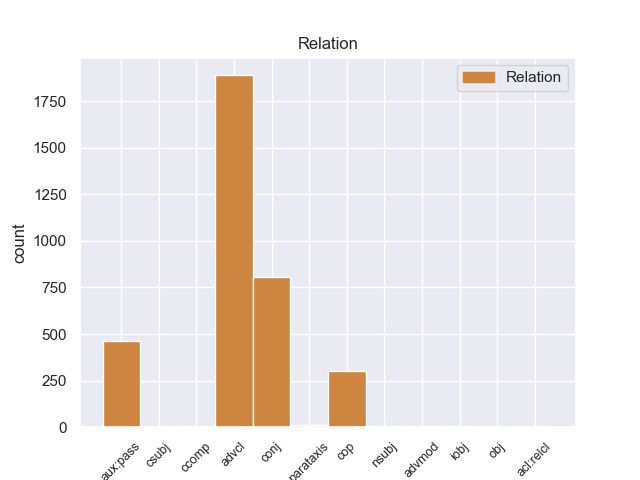 Relation
Relation
count
1750
1500
1250
1000
750
500
250
0
aux:pass csubj ccomp advcl conj parataxis cop nsubj advmod iobj obj acl:relcl